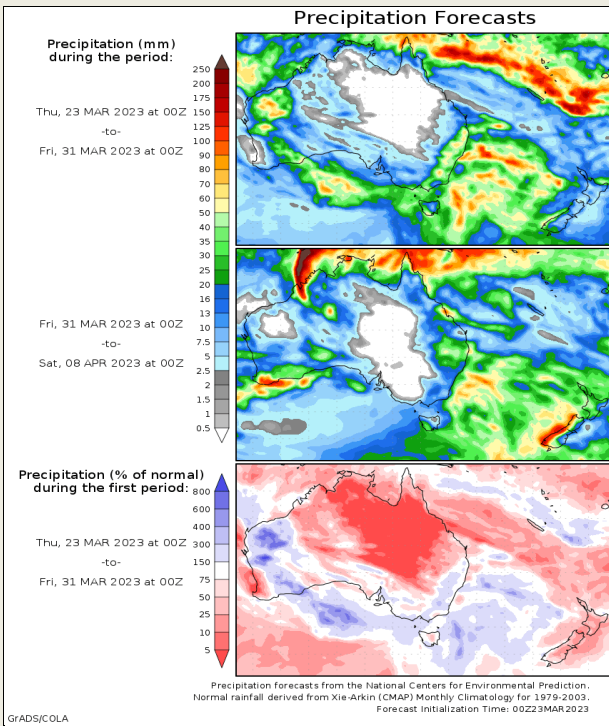 Precipitation Forecasts
Precipitation (mm)
during the period:
Thu, 23 MAR 2023 at 00Z
-to-
Fri, 31 MAR 2023 at 00Z
250
200
175
150
125
100
90
80
70
60
50
40
35
30
25
20
16
13
10
7.5
5
2.5
2
1.5
1
0.5
Fri, 31 MAR 2023 at 00Z
-to-
Sat, 08 APR 2023 at 00Z
Precipitation (% of normal)
during the first period:
Thu, 23 MAR 2023 at 00Z
-to-
Fri, 31 MAR 2023 at 00Z
800
600
400
300
150
75
50
25
10
5
Precipitation forecasts from the National Centers for Environmental Prediction.
Normal rainfall derived from Xie-Arkin (CMAP) Monthly Climatology for 1979-2003.
Forecast Initialization Time: 00Z23MAR2023
GrADS/COLA